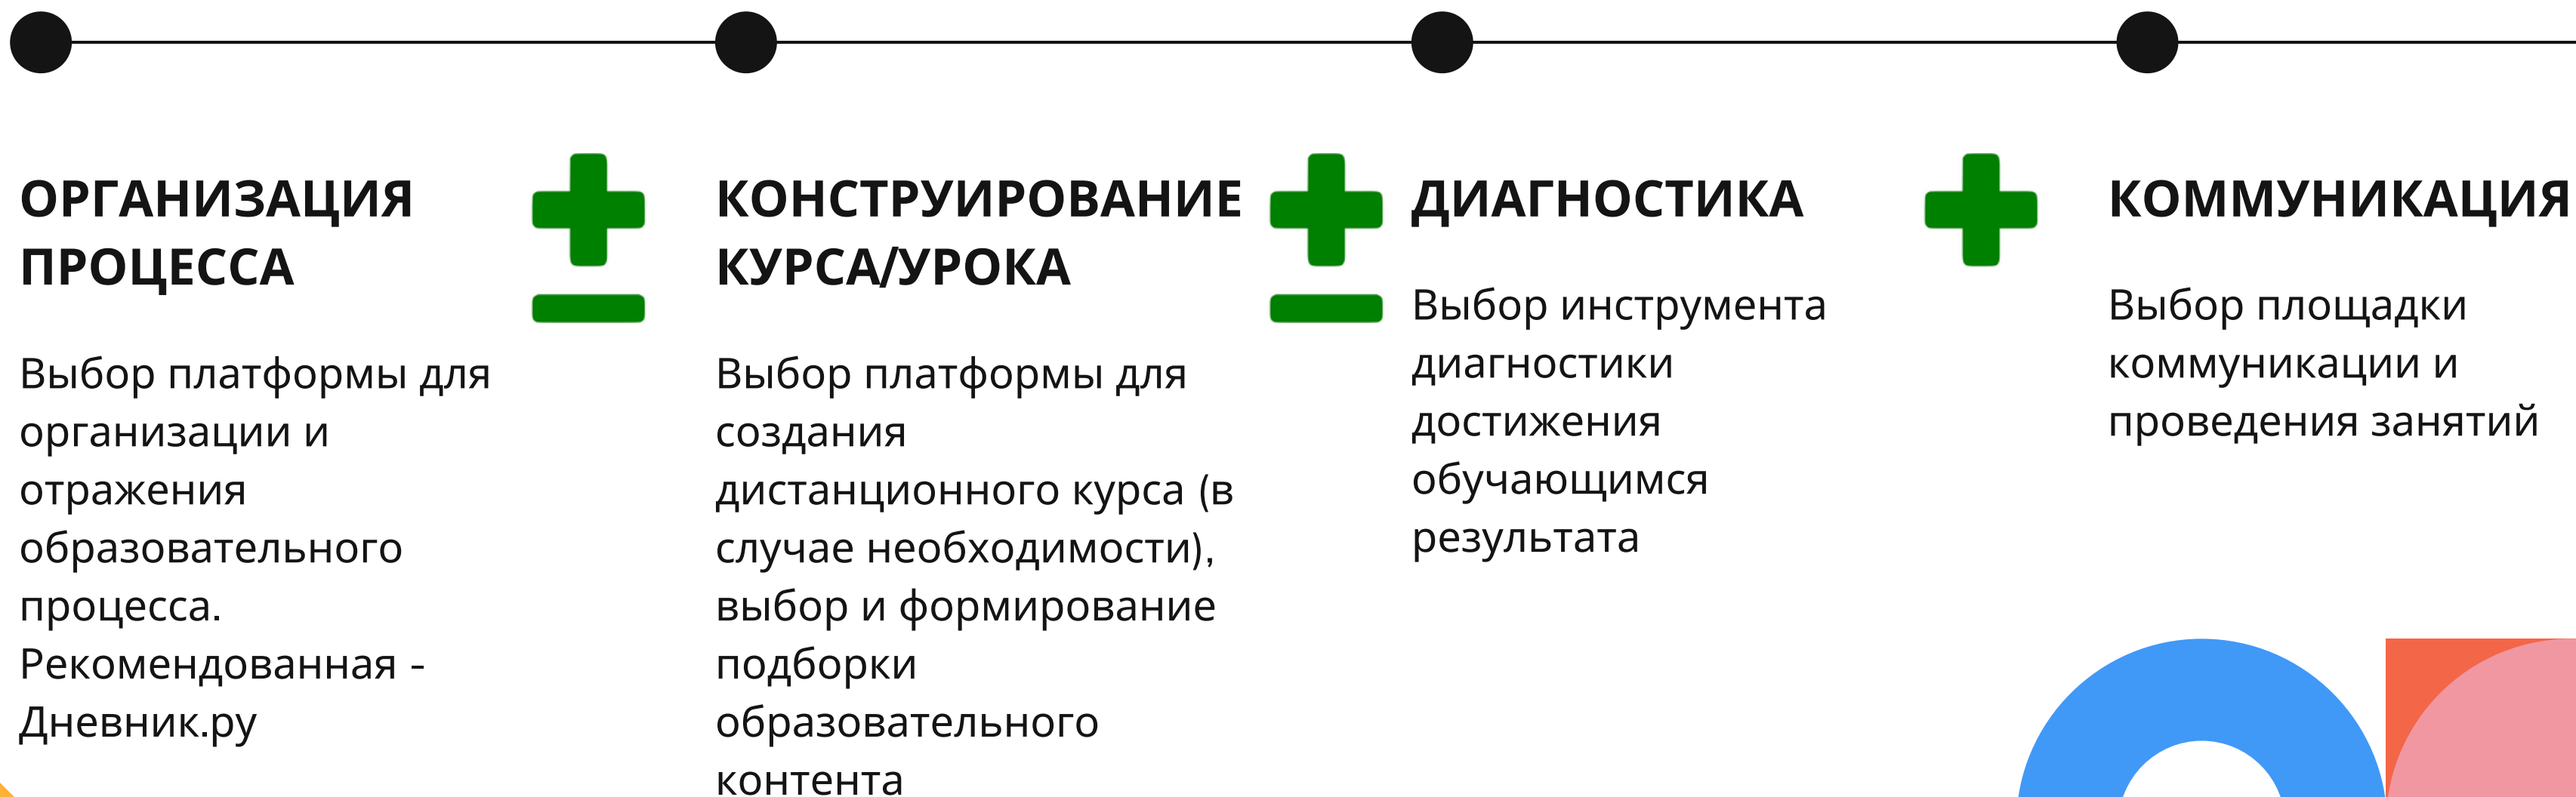 ОРГАНИЗАЦИЯ
ПРОЦЕССА
Выбор платформы для
организации и
отражения
образовательного
процесса.
Рекомендованная -
Дневник.ру
КОНСТРУИРОВАНИЕ
КУРСА/УРОКА
Выбор платформы для
создания
дистанционного курса (в
случае необходимости),
выбор и формирование
подборки
образовательного
контента
ДИАГНОСТИКА
Выбор инструмента
диагностики
достижения
обучающимся
результата
КОММУНИКАЦИЯ
Выбор площадки
коммуникации и
проведения занятий